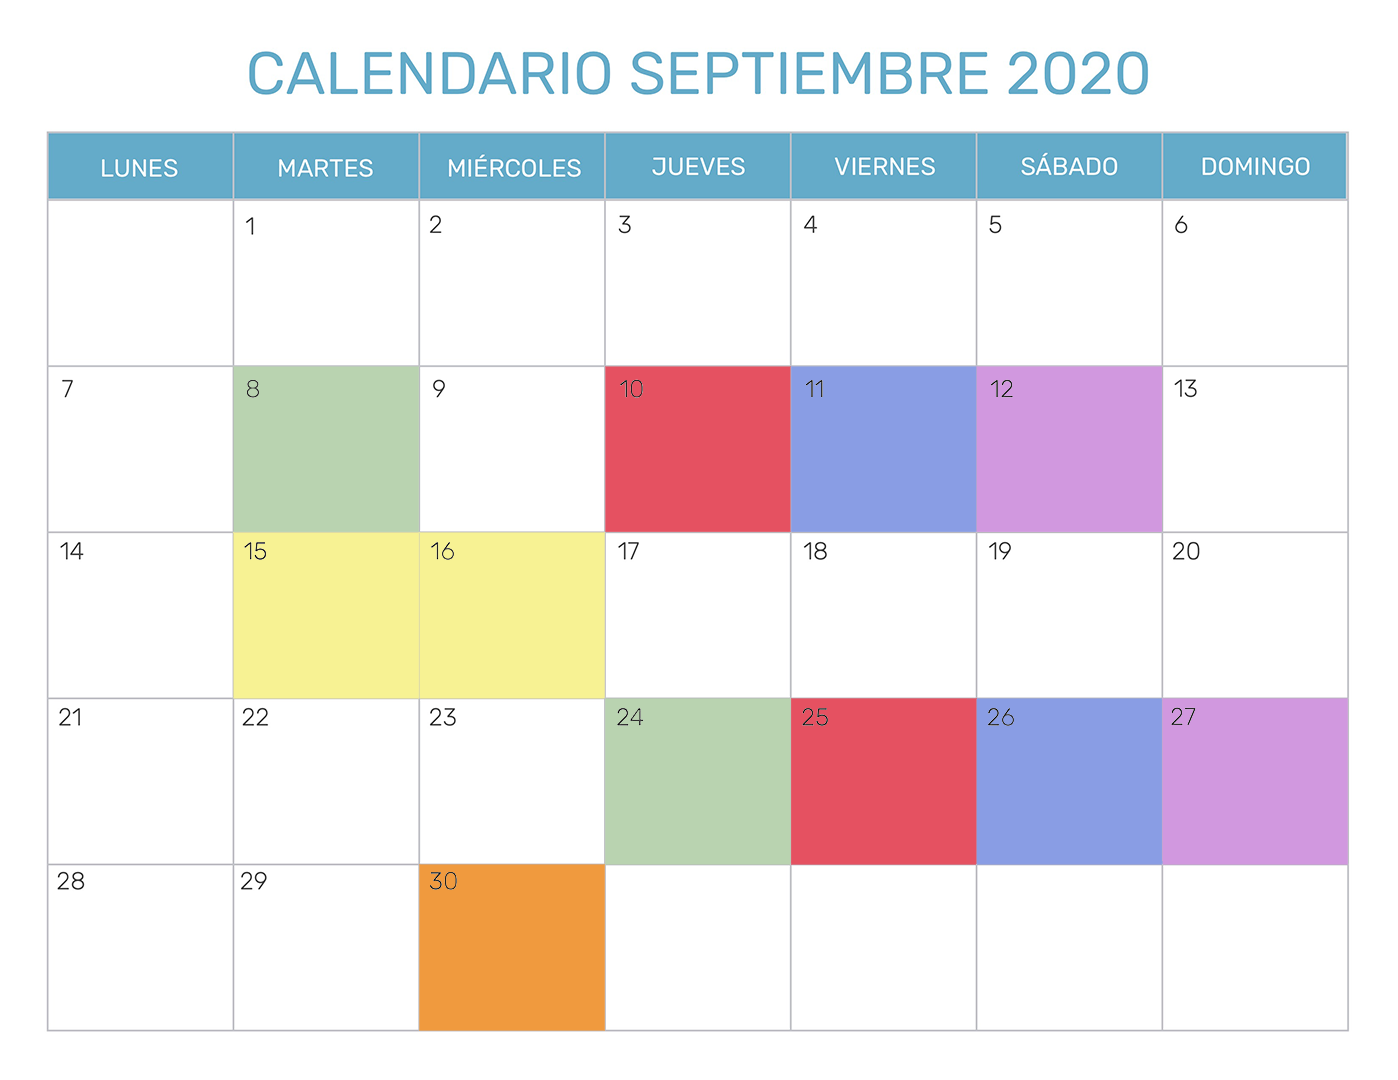 CALENDARIO SEPTIEMBRE 2020
LUNES MARTES MIÉRCOLES JUEVES VIERNES SÁBADO DOMINGO
1 2 3 4 5 6
7 8 9 10 11 12 13
14 15 16 17 18 19 20
21 22 23 24 25 26 27
28 29 30